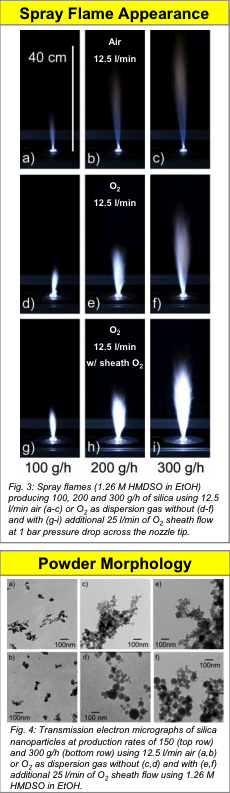 Spray Flame Appearance
40 cm
Air
12.5 l/min
a)
b)
c)
O2
12.5 l/min
d)
e)
f)
O2
12.5 l/min
w/ sheath O2
g)
h)
i)
100 g/h
200 g/h
300 g/h
Fig. 3: Spray flames (1.26 M HMDSO in EtOH)
producing 100, 200 and 300 g/h of silica using 12.5
l/min air (a-c) or O2 as dispersion gas without (d-f)
and with (g-i) additional 25 l/min of O2 sheath flow
at 1 bar pressure drop across the nozzle tip.
Powder Morphology
a)
c)
e)
100nm
100nm
100nm
b)
d)
f)
100nm
100nm
100nm
Fig. 4: Transmission electron micrographs of silica
nanoparticles at production rates of 150 (top row)
and 300 g/h (bottom row) using 12.5 l/min air (a,b)
or O2 as dispersion gas without (c,d) and with (e,f)
additional 25 l/min of O2 sheath flow using 1.26 M
HMDSO in EtOH.